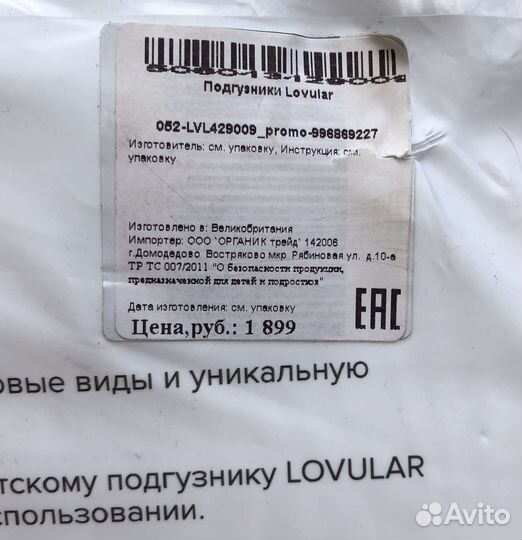 Подгузники Lovular
052-LVL429009_promo-996869227
Изготовитель: см. упаковку, Инструкция: см.
упаковку
Изготовлено в: Великобритания
Импортер: ООО "ОРГАНИК трейд" 142006
г.Домодедово Востряково мкр Рябиновая ул. д.10-а
ТР ТС 007/2011 "О безопасности продукции,
предназначенной для детей и подростков"
Дата изготовления: см. упаковку
Цена,руб.: 1 899
EAC
овые виды и уникальную
тскому подгузнику LOVULAR
спользовании.
Avito